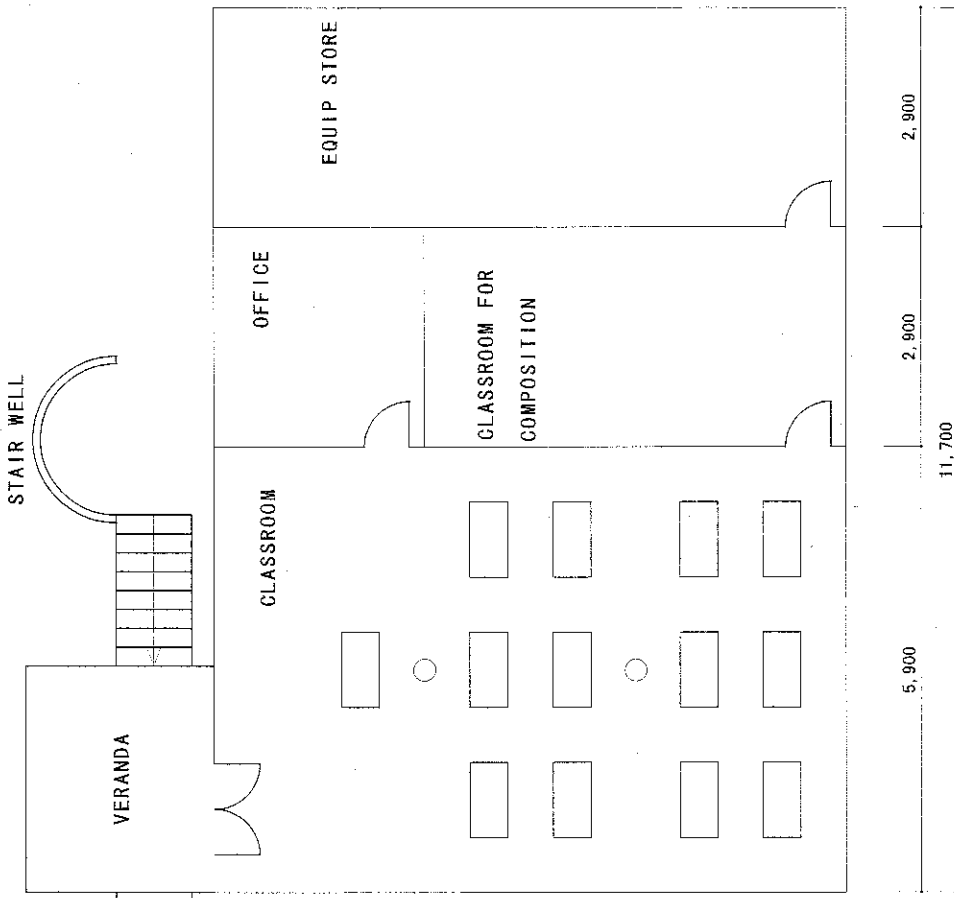 STAIR WELL
VERANDA
CLASSROOM
OFFICE
EQUIP STORE
CLASSROOM FOR
COMPOSITION
5,900
2,900
2,900
11,700